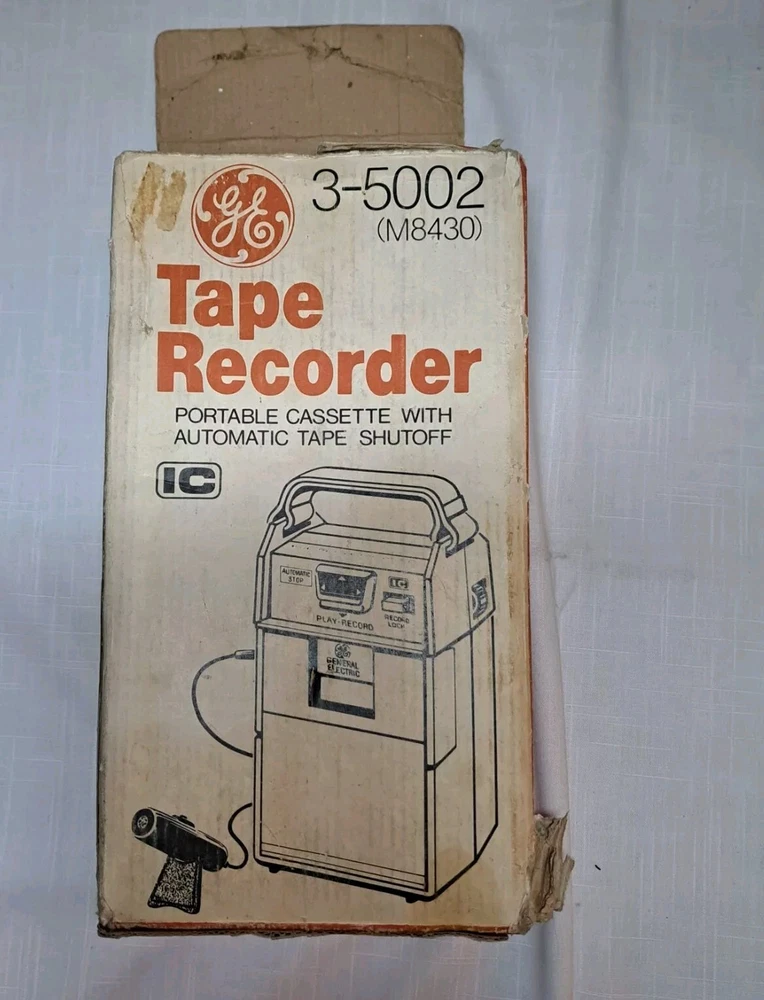 GE
3-5002
(M8430)
Tape
Recorder
PORTABLE CASSETTE WITH
AUTOMATIC TAPE SHUTOFF
IC
AUTOMATIC
STOP
IC
PLAY-RECORD
RECORD
LOCK
GE
GENERAL
ELECTRIC